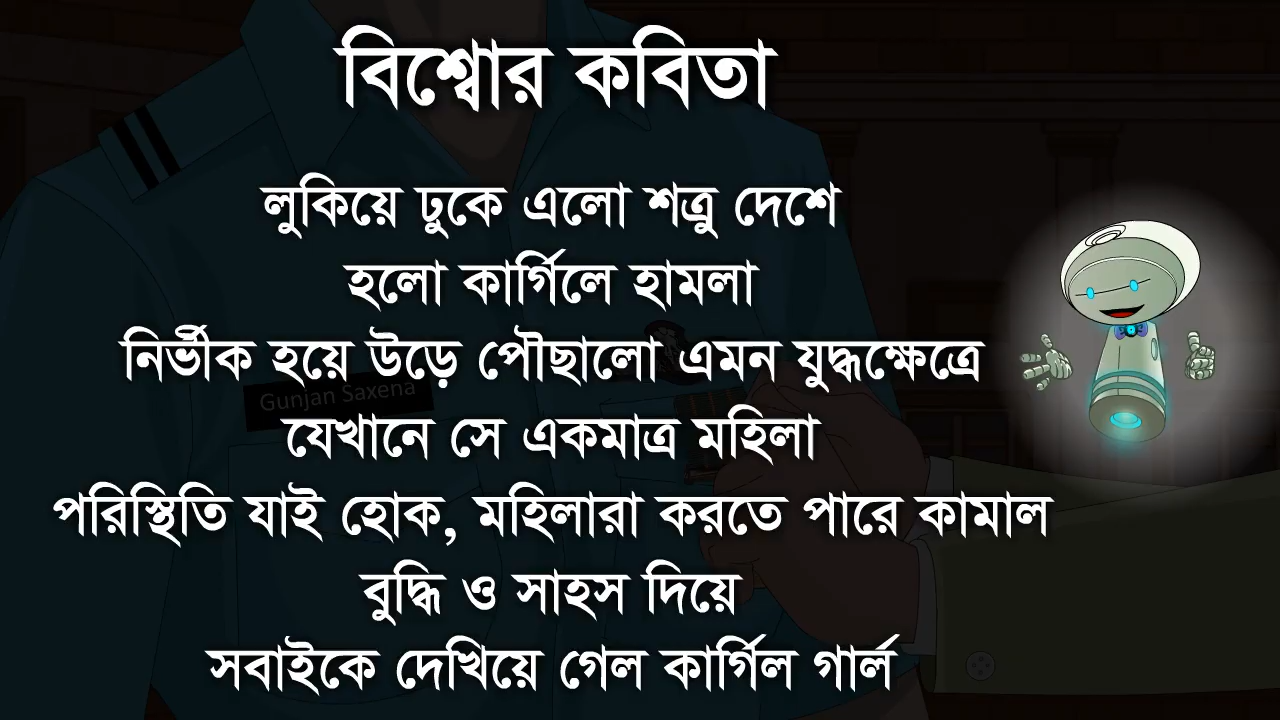 বিশ্বোর কবিতা
লুকিয়ে ঢুকে এলো শত্রু দেশে
হলো কার্গিলে হামলা
নির্ভীক হয়ে উড়ে পৌছালো এমন যুদ্ধক্ষেত্রে
Gunjan Saxena
যেখানে সে একমাত্র মহিলা
পরিস্থিতি যাই হোক, মহিলারা করতে পারে কামাল
বুদ্ধি ও সাহস দিয়ে
সবাইকে দেখিয়ে গেল কার্গিল গার্ল